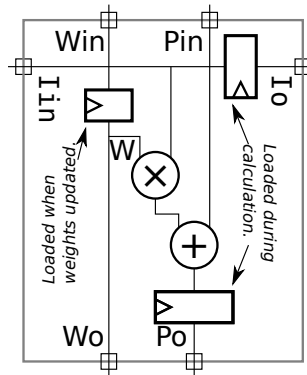 Win
Pin
Iin
Io
W
×
+
Loaded when
weights updated.
Loaded during
calculation.
Wo
Po